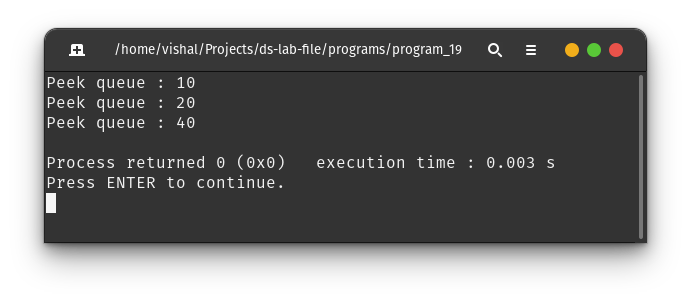 /home/vishal/Projects/ds-lab-file/programs/program_19
Peek queue : 10
Peek queue : 20
Peek queue : 40
Process returned 0 (0x0)   execution time : 0.003 s
Press ENTER to continue.